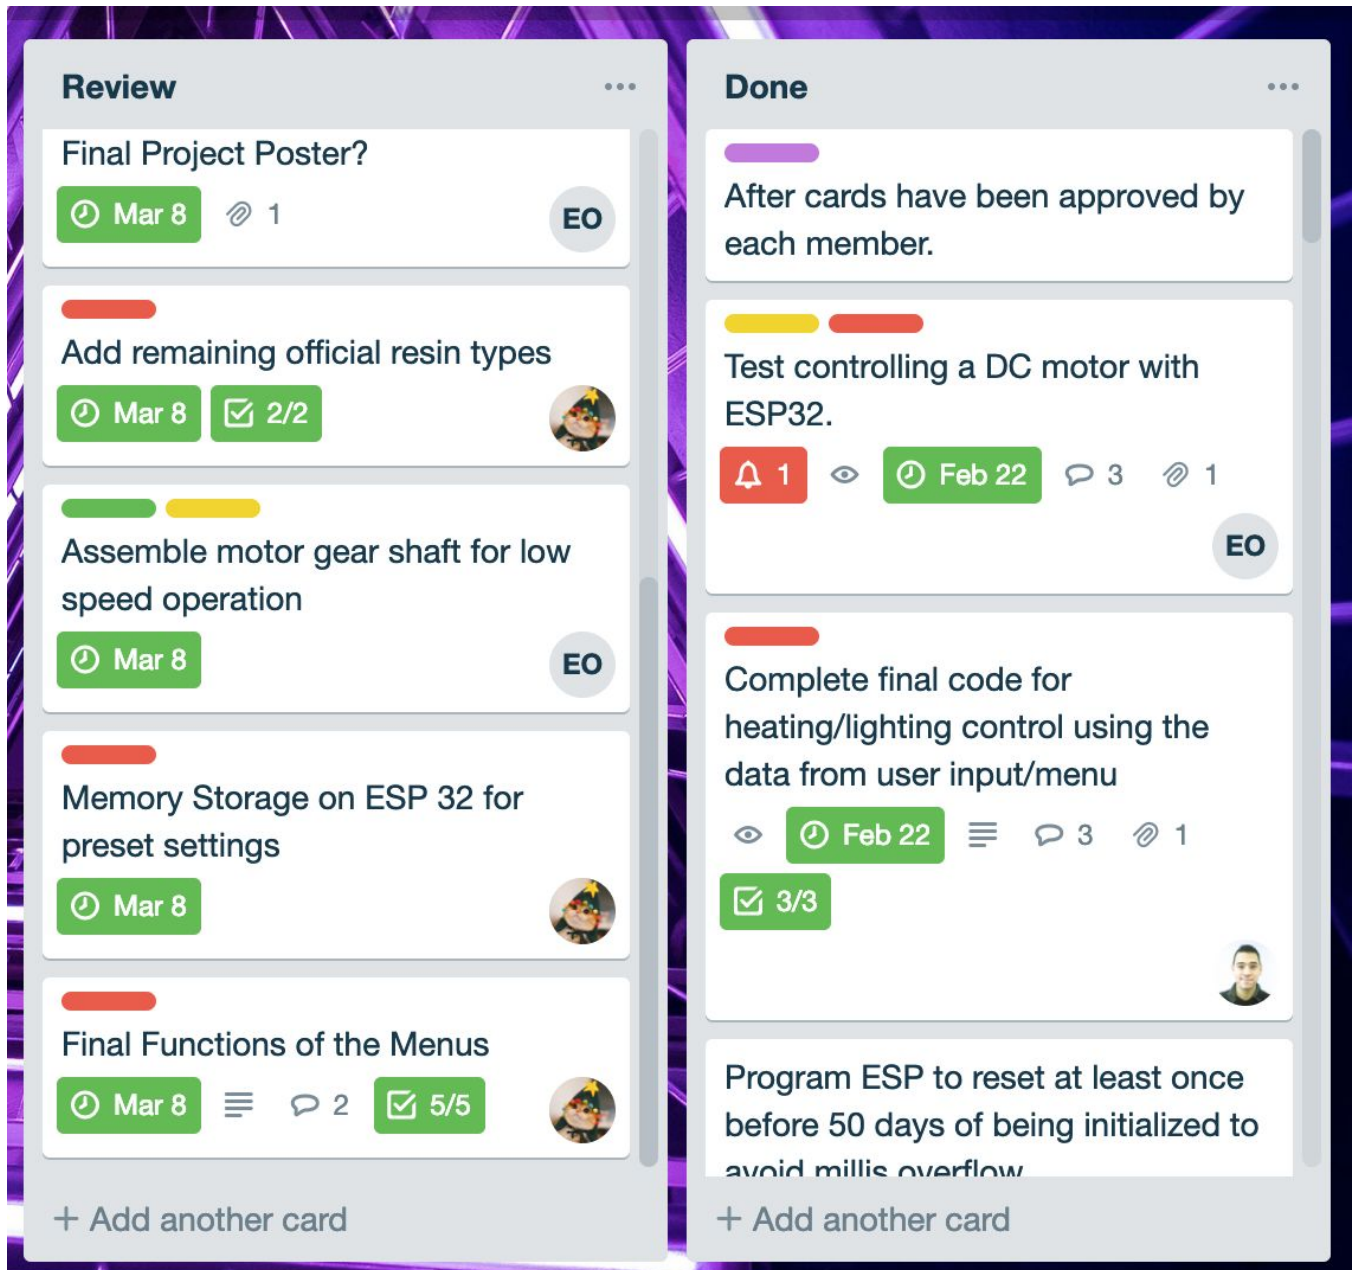 Review
Final Project Poster?
Mar 8 1
EO
Add remaining official resin types
Mar 8 2/2
Assemble motor gear shaft for low
speed operation
Mar 8
EO
Memory Storage on ESP 32 for
preset settings
Mar 8
Final Functions of the Menus
Mar 8 2 5/5
+ Add another card
Done
After cards have been approved by
each member.
Test controlling a DC motor with
ESP32.
1 Feb 22 3 1
EO
Complete final code for
heating/lighting control using the
data from user input/menu
Feb 22 3 1
3/3
Program ESP to reset at least once
before 50 days of being initialized to
avoid millis overflow
+ Add another card